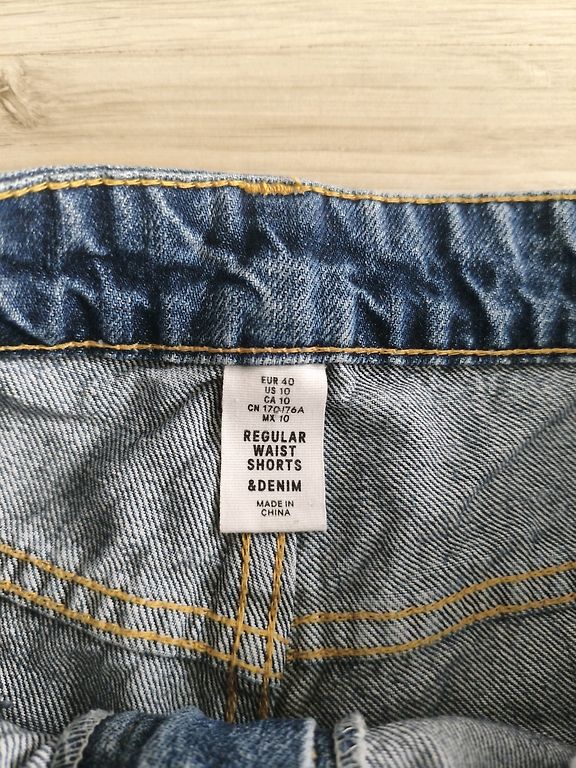 EUR 40
US 10
CA 10
CN 170/76A
MX 10
REGULAR
WAIST
SHORTS
&DENIM
MADE IN
CHINA